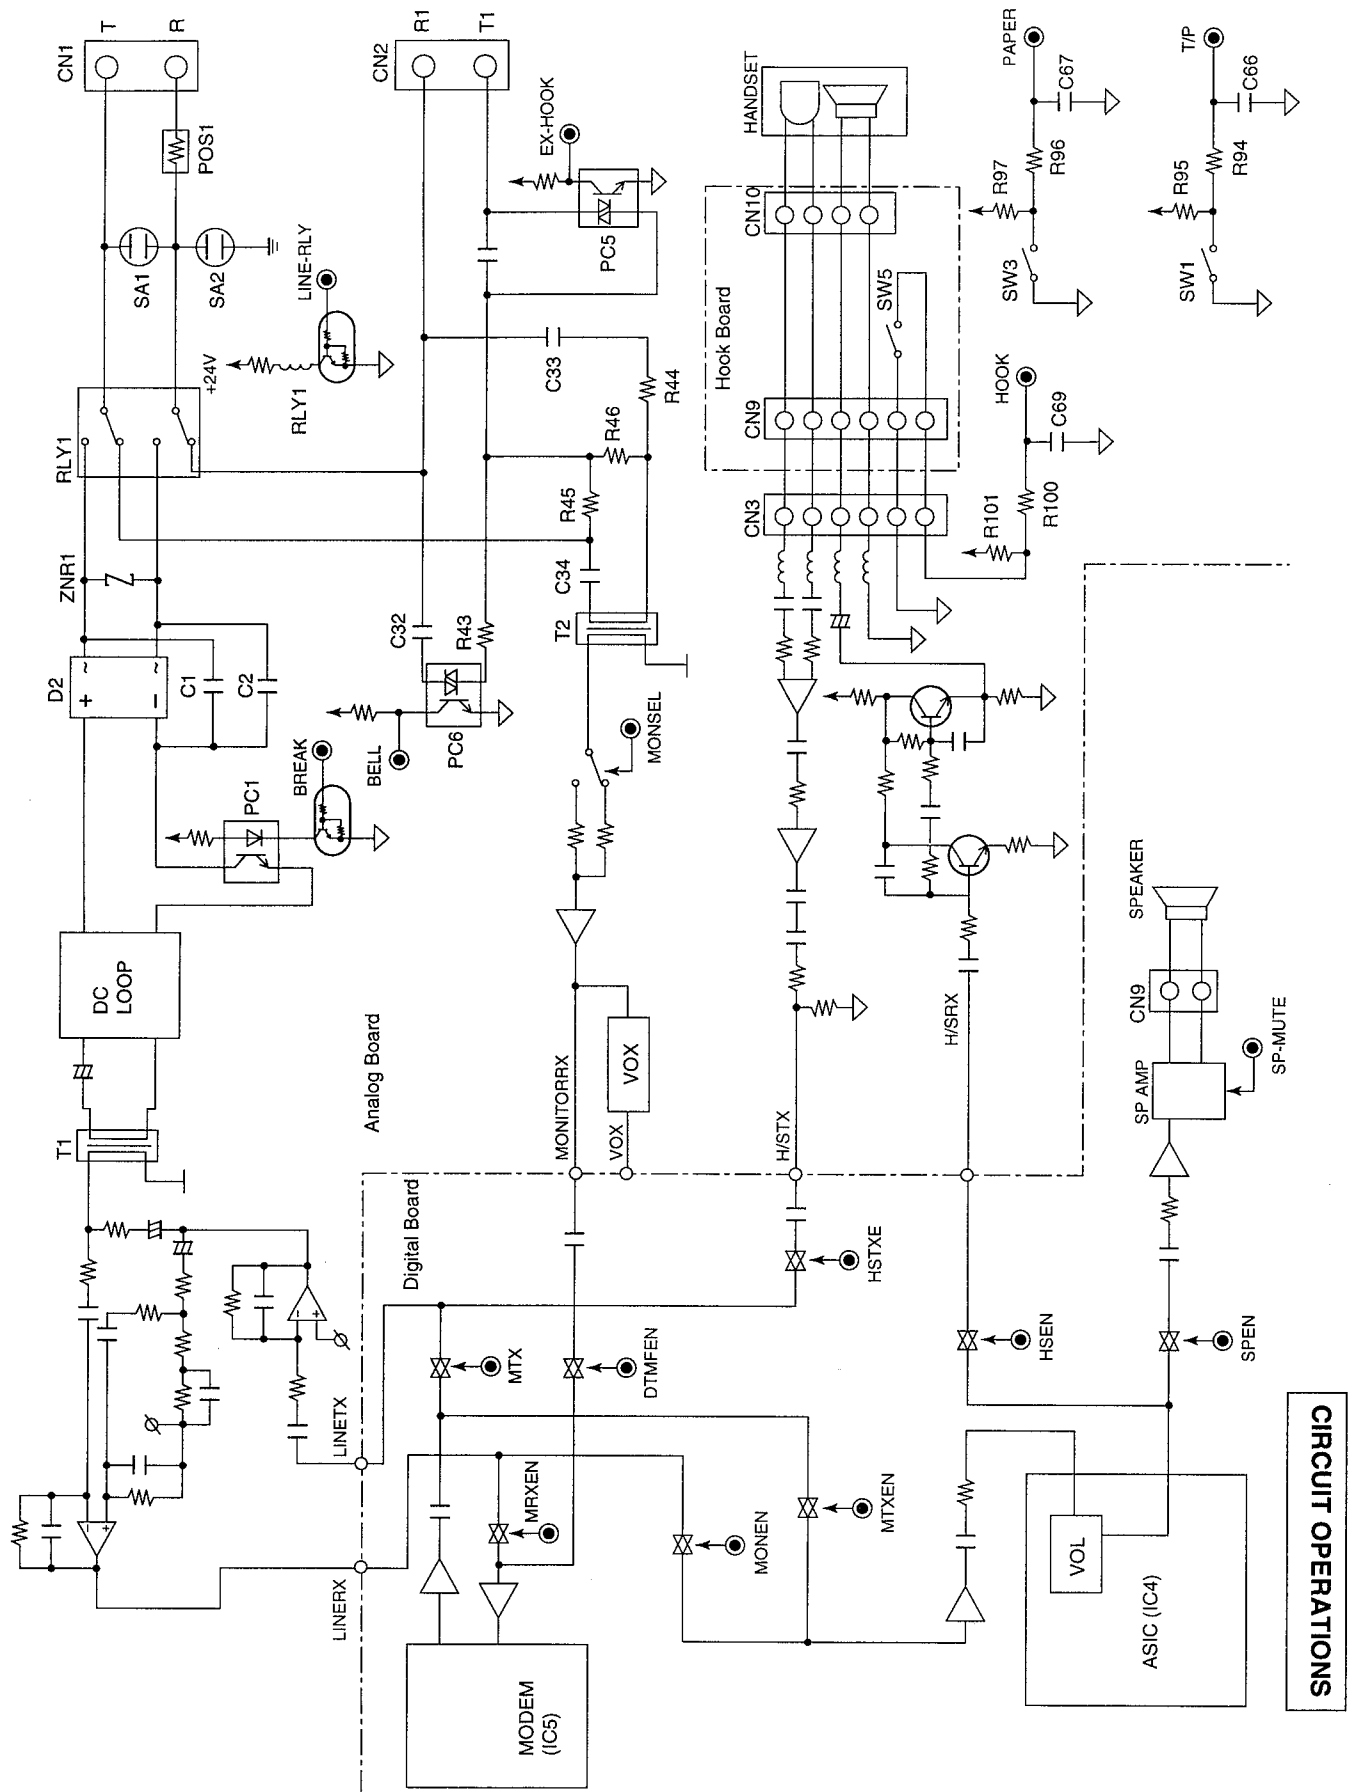 CN1
T
R
POS1
SA1
SA2
RLY1
+24V
RLY1
LINE-RLY
ZNR1
D2
+
~
−
~
C1
C2
DC
LOOP
PC1
BREAK
T1
CN2
R1
T1
EX-HOOK
PC5
C33
R44
R46
R45
C34
T2
C32
R43
PC6
BELL
MONSEL
Analog Board
MONITORRX
VOX
VOX
Digital Board
−
+
−
+
LINETX
LINERX
HANDSET
CN10
Hook Board
SW5
CN9
CN3
HOOK
C69
R101
R100
PAPER
C67
R97
R96
SW3
T/P
C66
R95
R94
SW1
H/STX
H/SRX
SPEAKER
CN9
SP AMP
SP-MUTE
HSTXE
MTX
DTMFEN
MRXEN
HSEN
SPEN
MONEN
MTXEN
MODEM
(IC5)
VOL
ASIC (IC4)
CIRCUIT OPERATIONS